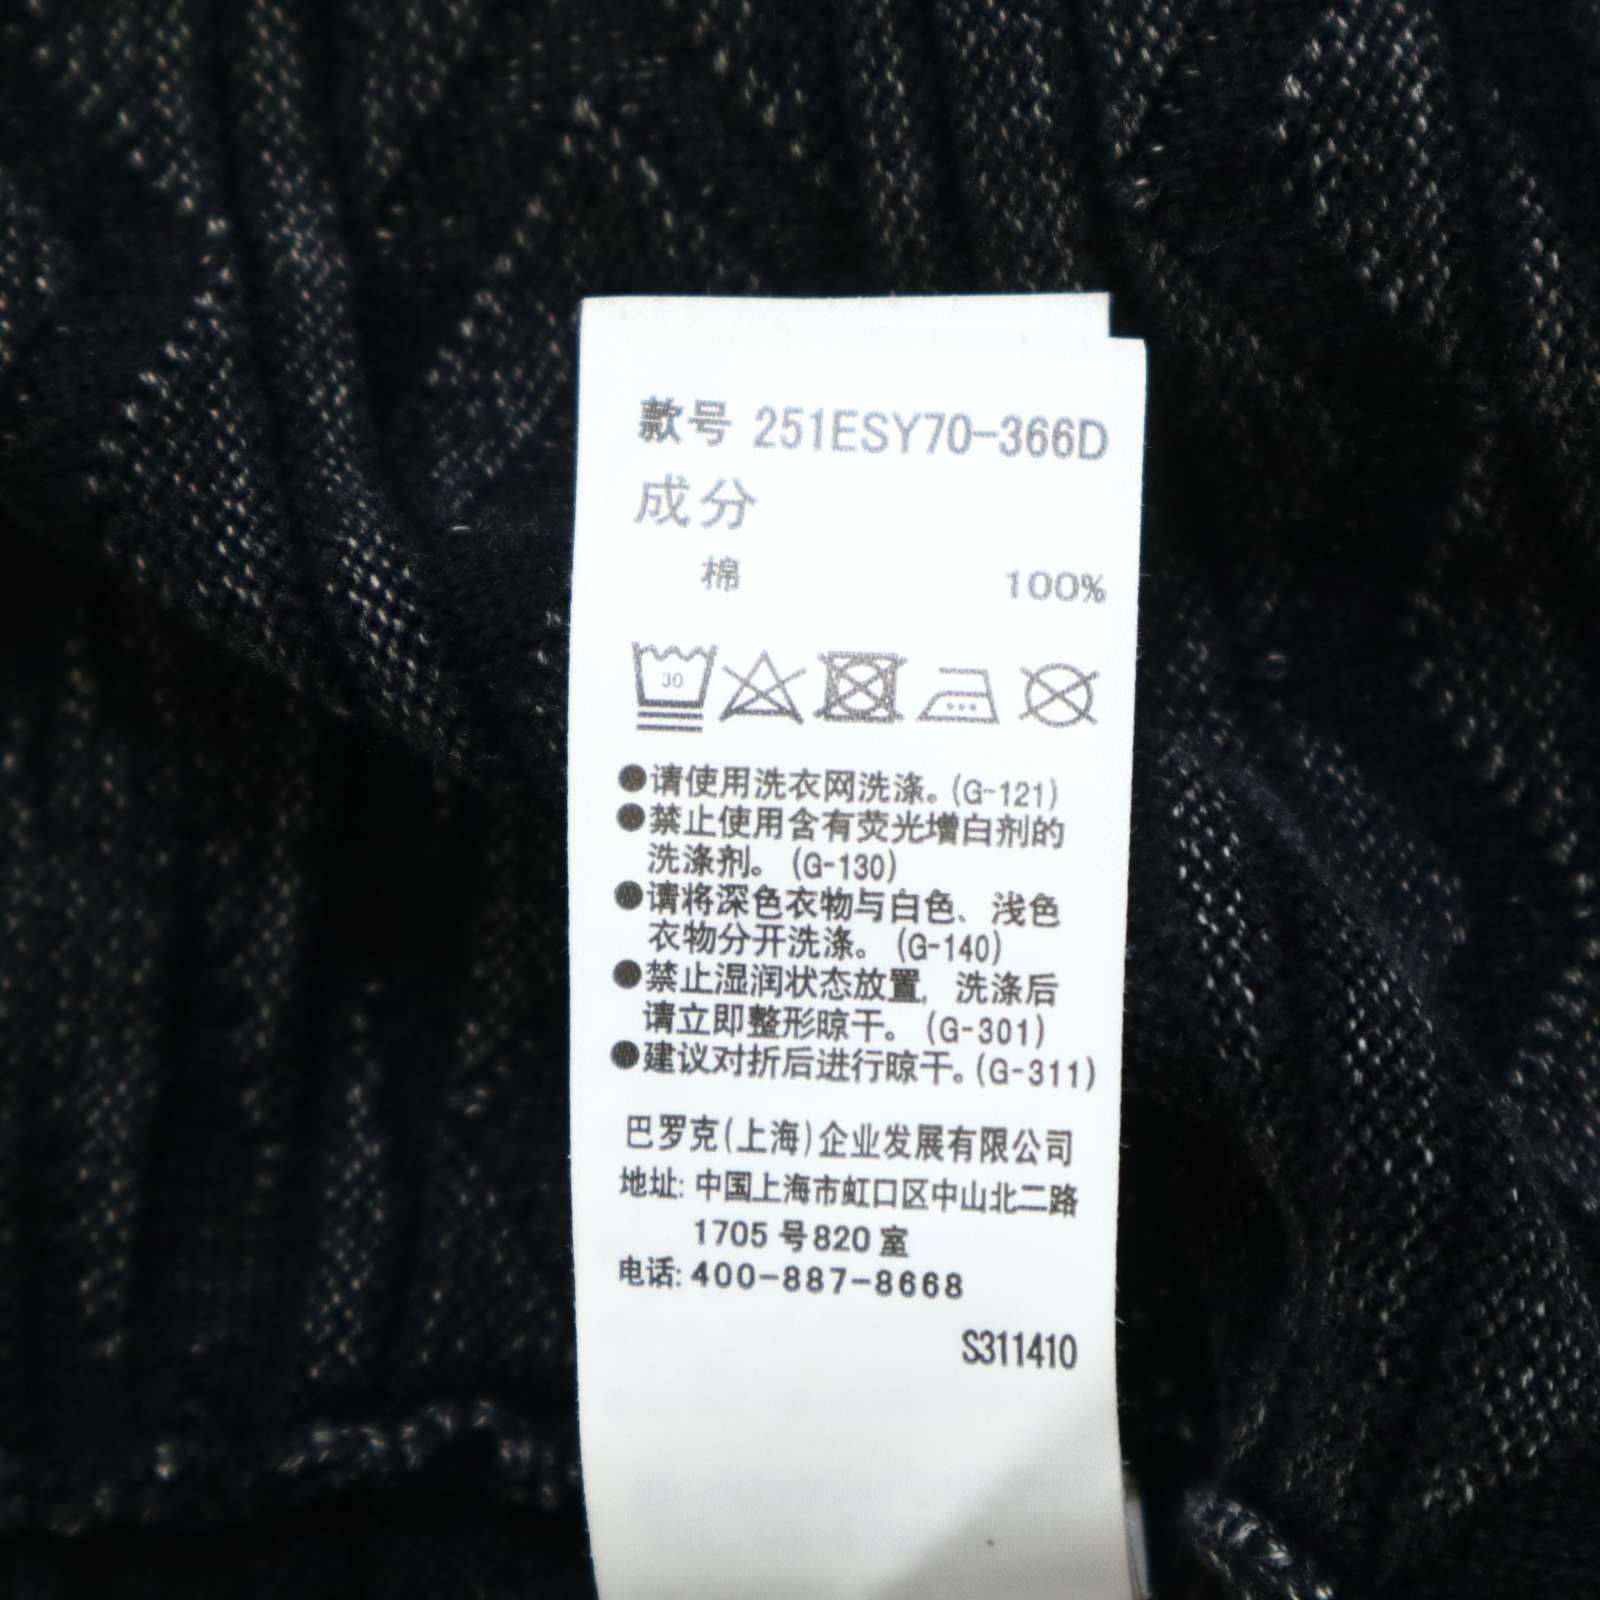 款号 251ESY70-366D
成分
棉 100%
30
●请使用洗衣网洗涤。(G-121)
●禁止使用含有荧光增白剂的
洗涤剂。(G-130)
●请将深色衣物与白色、浅色
衣物分开洗涤。(G-140)
●禁止湿润状态放置，洗涤后
请立即整形晾干。(G-301)
●建议对折后进行晾干。(G-311)
巴罗克(上海)企业发展有限公司
地址: 中国上海市虹口区中山北二路
1705 号820 室
电话: 400-887-8668
S311410